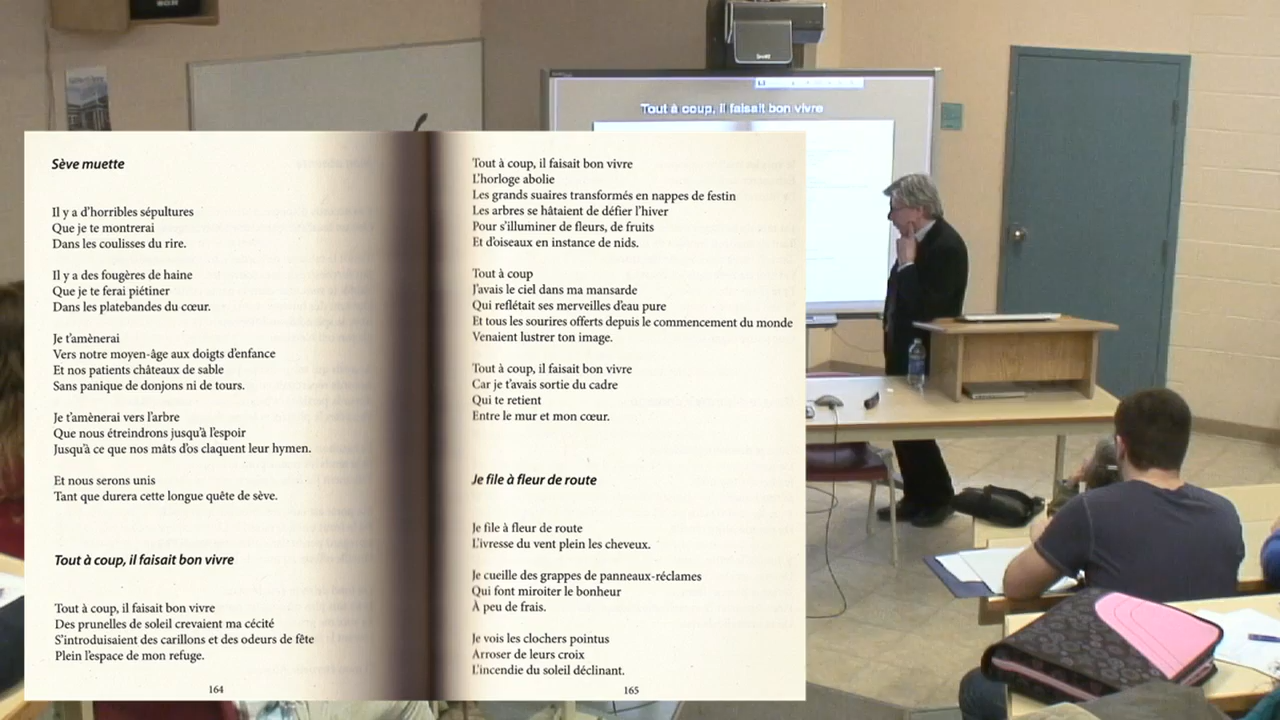 Tout à coup, il faisait bon vivre
Sève muette
Il y a d'horribles sépultures
Que je te montrerai
Dans les coulisses du rire.
Il y a des fougères de haine
Que je te ferai piétiner
Dans les platebandes du cœur.
Je t'amènerai
Vers notre moyen-âge aux doigts d'enfance
Et nos patients châteaux de sable
Sans panique de donjons ni de tours.
Je t'amènerai vers l'arbre
Que nous étreindrons jusqu'à l'espoir
Jusqu'à ce que nos mâts d'os claquent leur hymen.
Et nous serons unis
Tant que durera cette longue quête de sève.
Tout à coup, il faisait bon vivre
Tout à coup, il faisait bon vivre
Des prunelles de soleil crevaient ma cécité
S'introduisaient des carillons et des odeurs de fête
Plein l'espace de mon refuge.
164
Tout à coup, il faisait bon vivre
L'horloge abolie
Les grands suaires transformés en nappes de festin
Les arbres se hâtaient de défier l'hiver
Pour s'illuminer de fleurs, de fruits
Et d'oiseaux en instance de nids.
Tout à coup
J'avais le ciel dans ma mansarde
Qui reflétait ses merveilles d'eau pure
Et tous les sourires offerts depuis le commencement du monde
Venaient lustrer ton image.
Tout à coup, il faisait bon vivre
Car je t'avais sortie du cadre
Qui te retient
Entre le mur et mon cœur.
Je file à fleur de route
Je file à fleur de route
L'ivresse du vent plein les cheveux.
Je cueille des grappes de panneaux-réclames
Qui font miroiter le bonheur
À peu de frais.
Je vois les clochers pointus
Arroser de leurs croix
L'incendie du soleil déclinant.
165